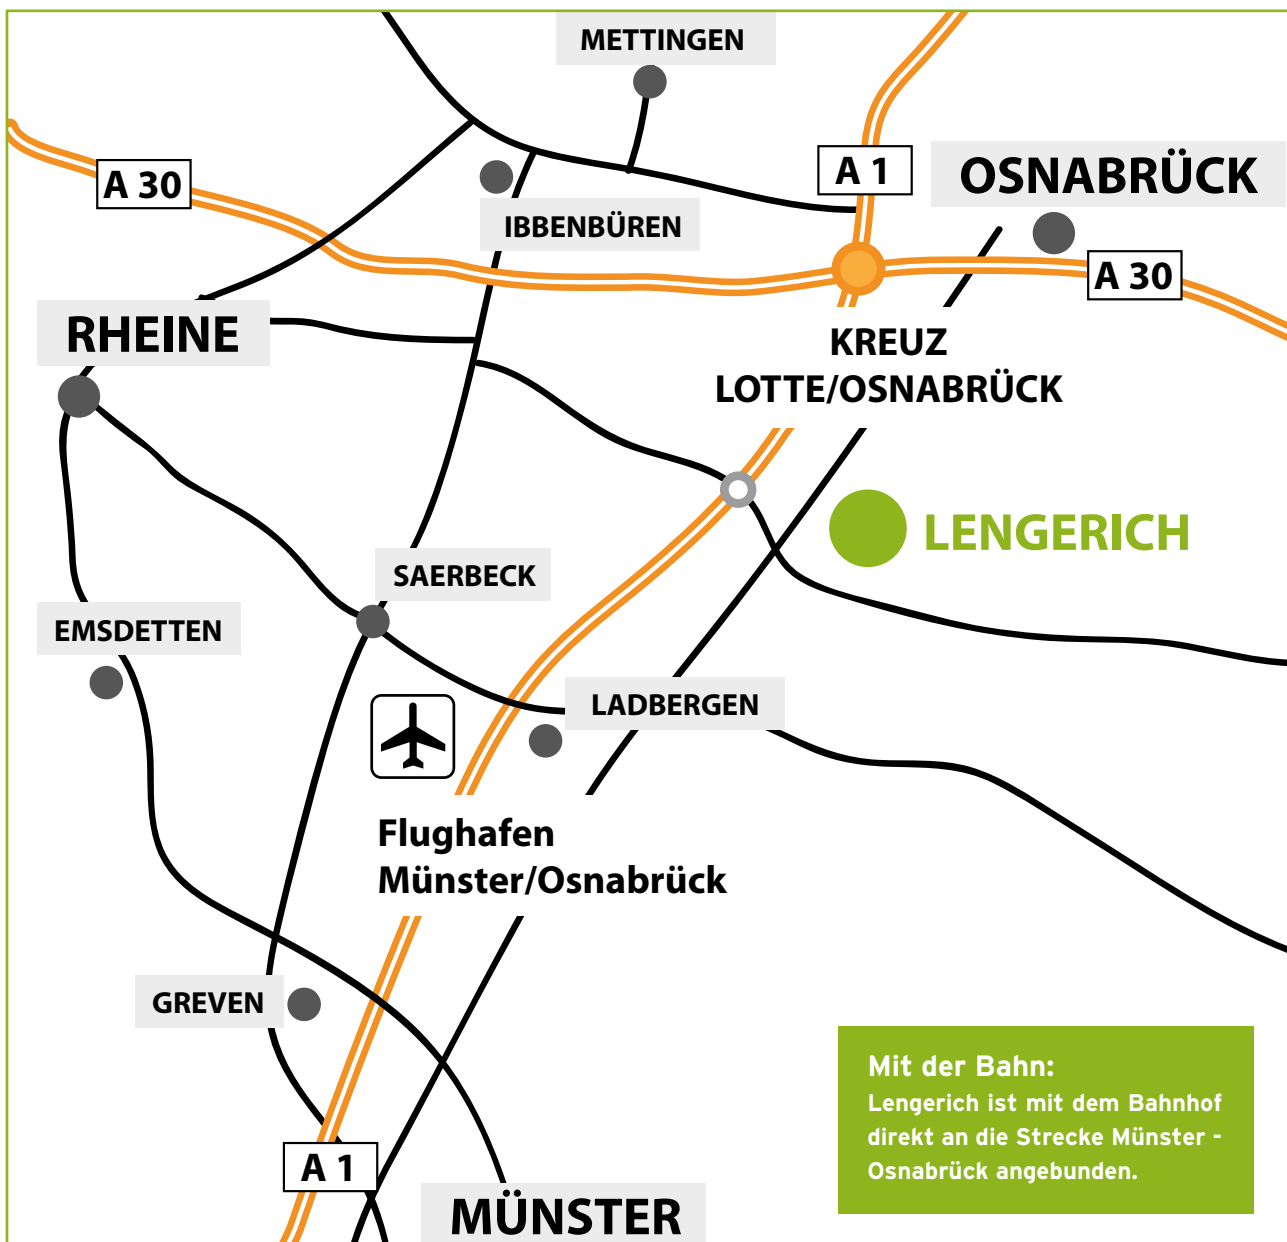 METTINGEN
A 30
A 1
OSNABRÜCK
IBBENBÜREN
A 30
RHEINE
KREUZ
LOTTE/OSNABRÜCK
LENGERICH
SAERBECK
EMSDETTEN
LADBERGEN
Flughafen
Münster/Osnabrück
GREVEN
Mit der Bahn:
Lengerich ist mit dem Bahnhof
direkt an die Strecke Münster -
Osnabrück angebunden.
A 1
MÜNSTER